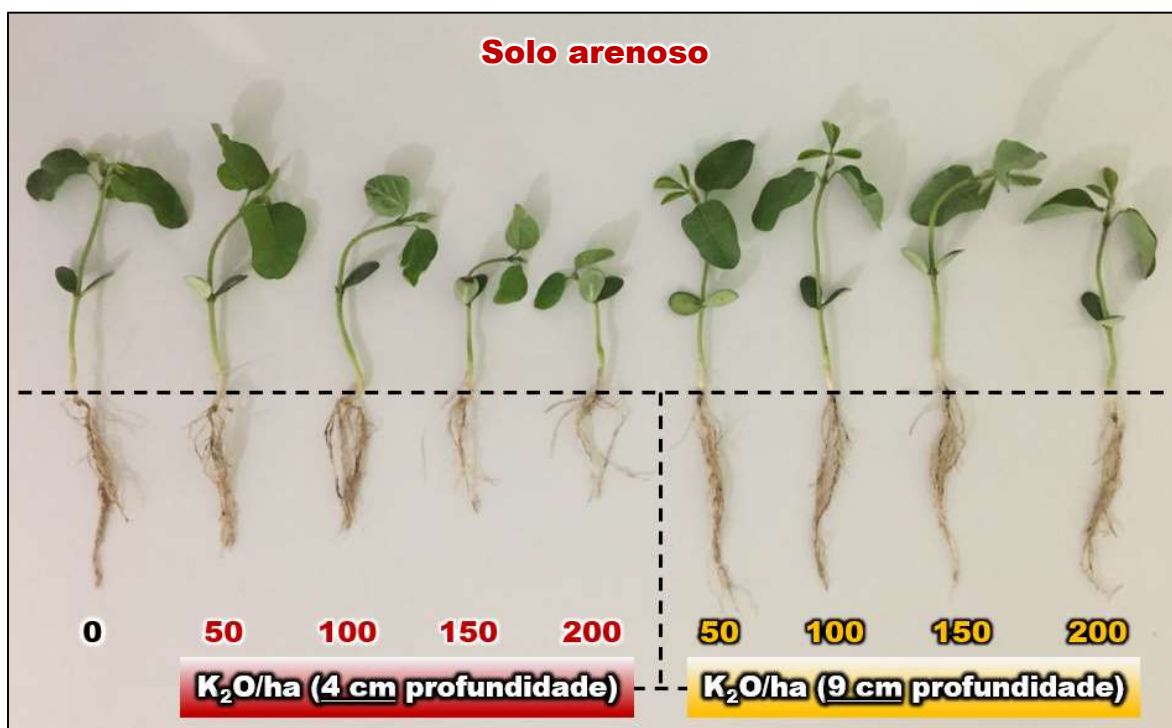 Solo arenoso
0 50 100 150 200 50 100 150 200
K₂O/ha (4 cm profundidade) K₂O/ha (9 cm profundidade)